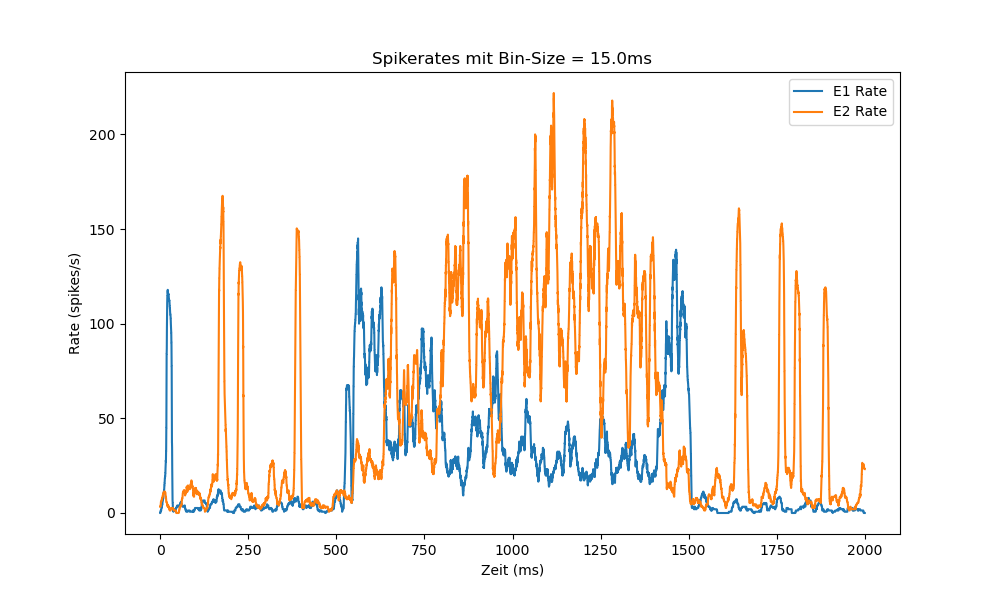 Spikerates mit Bin-Size = 15.0ms
E1 Rate
E2 Rate
Rate (spikes/s)
200
150
100
50
0
0 250 500 750 1000 1250 1500 1750 2000
Zeit (ms)